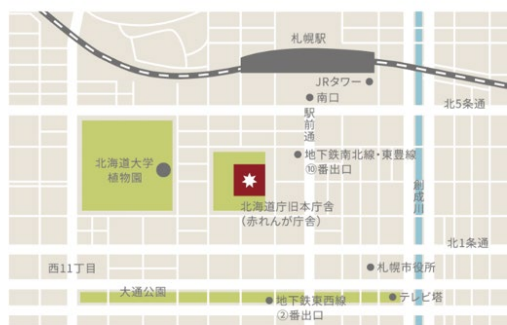 札幌駅
JRタワー
南口
北5条通
駅前通
地下鉄南北線・東豊線
⑩番出口
北海道大学
植物園
創成川
北海道庁旧本庁舎
（赤れんが庁舎）
北1条通
西11丁目
札幌市役所
大通公園
地下鉄東西線
②番出口
テレビ塔